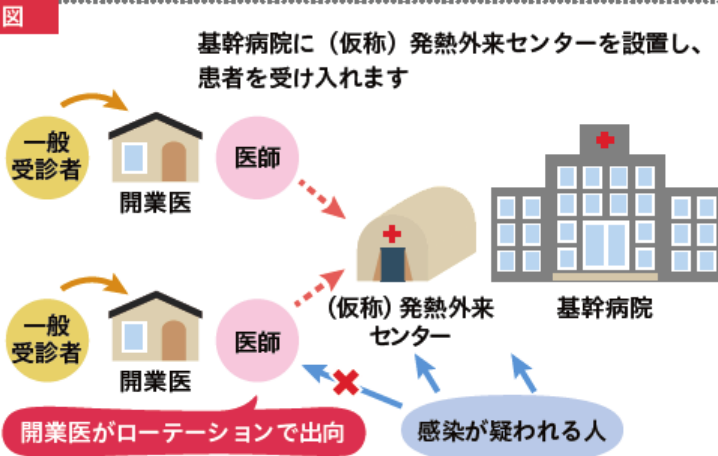 図
基幹病院に（仮称）発熱外来センターを設置し、
患者を受け入れます
一般
受診者
開業医
医師
（仮称）発熱外来
センター
基幹病院
一般
受診者
開業医
医師
開業医がローテーションで出向
感染が疑われる人